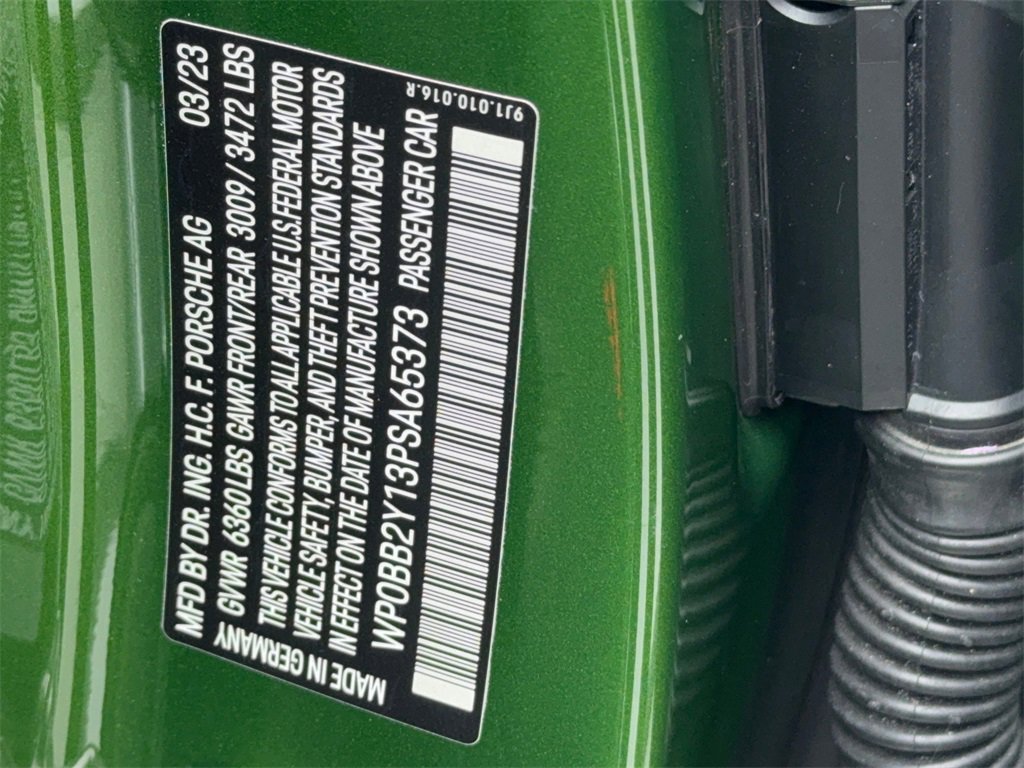 MFD BY DR. ING. H.C. F. PORSCHE AG 03/23
GVWR 6360 LBS GAWR FRONT/REAR 3009 / 3472 LBS
THIS VEHICLE CONFORMS TO ALL APPLICABLE U.S. FEDERAL MOTOR
VEHICLE SAFETY, BUMPER, AND THEFT PREVENTION STANDARDS
IN EFFECT ON THE DATE OF MANUFACTURE SHOWN ABOVE
WP0BB2Y13PSA65373 PASSENGER CAR
MADE IN GERMANY
9J1.010.016.R